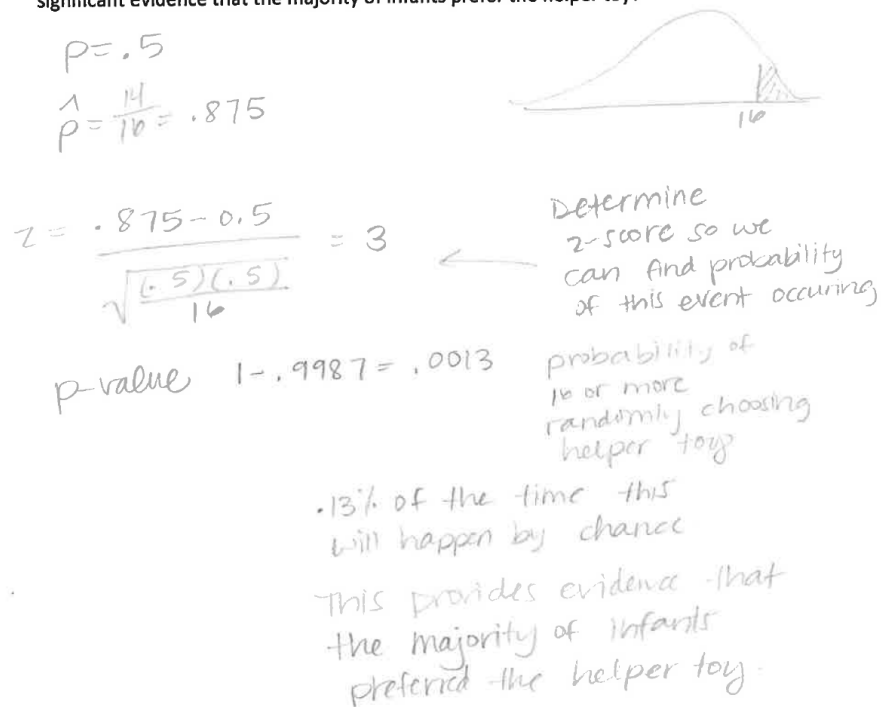 significant evidence that the majority of infants prefer the helper toy?
p = .5
p̂ = 14/16 = .875
16
z = .875 - 0.5 / √((.5)(.5)/16) = 3
Determine
z-score so we
can find probability
of this event occuring
p-value 1 - .9987 = .0013
probability of
16 or more
randomly choosing
helper toy
.13% of the time this
will happen by chance
This provides evidence that
the majority of infants
preferred the helper toy.